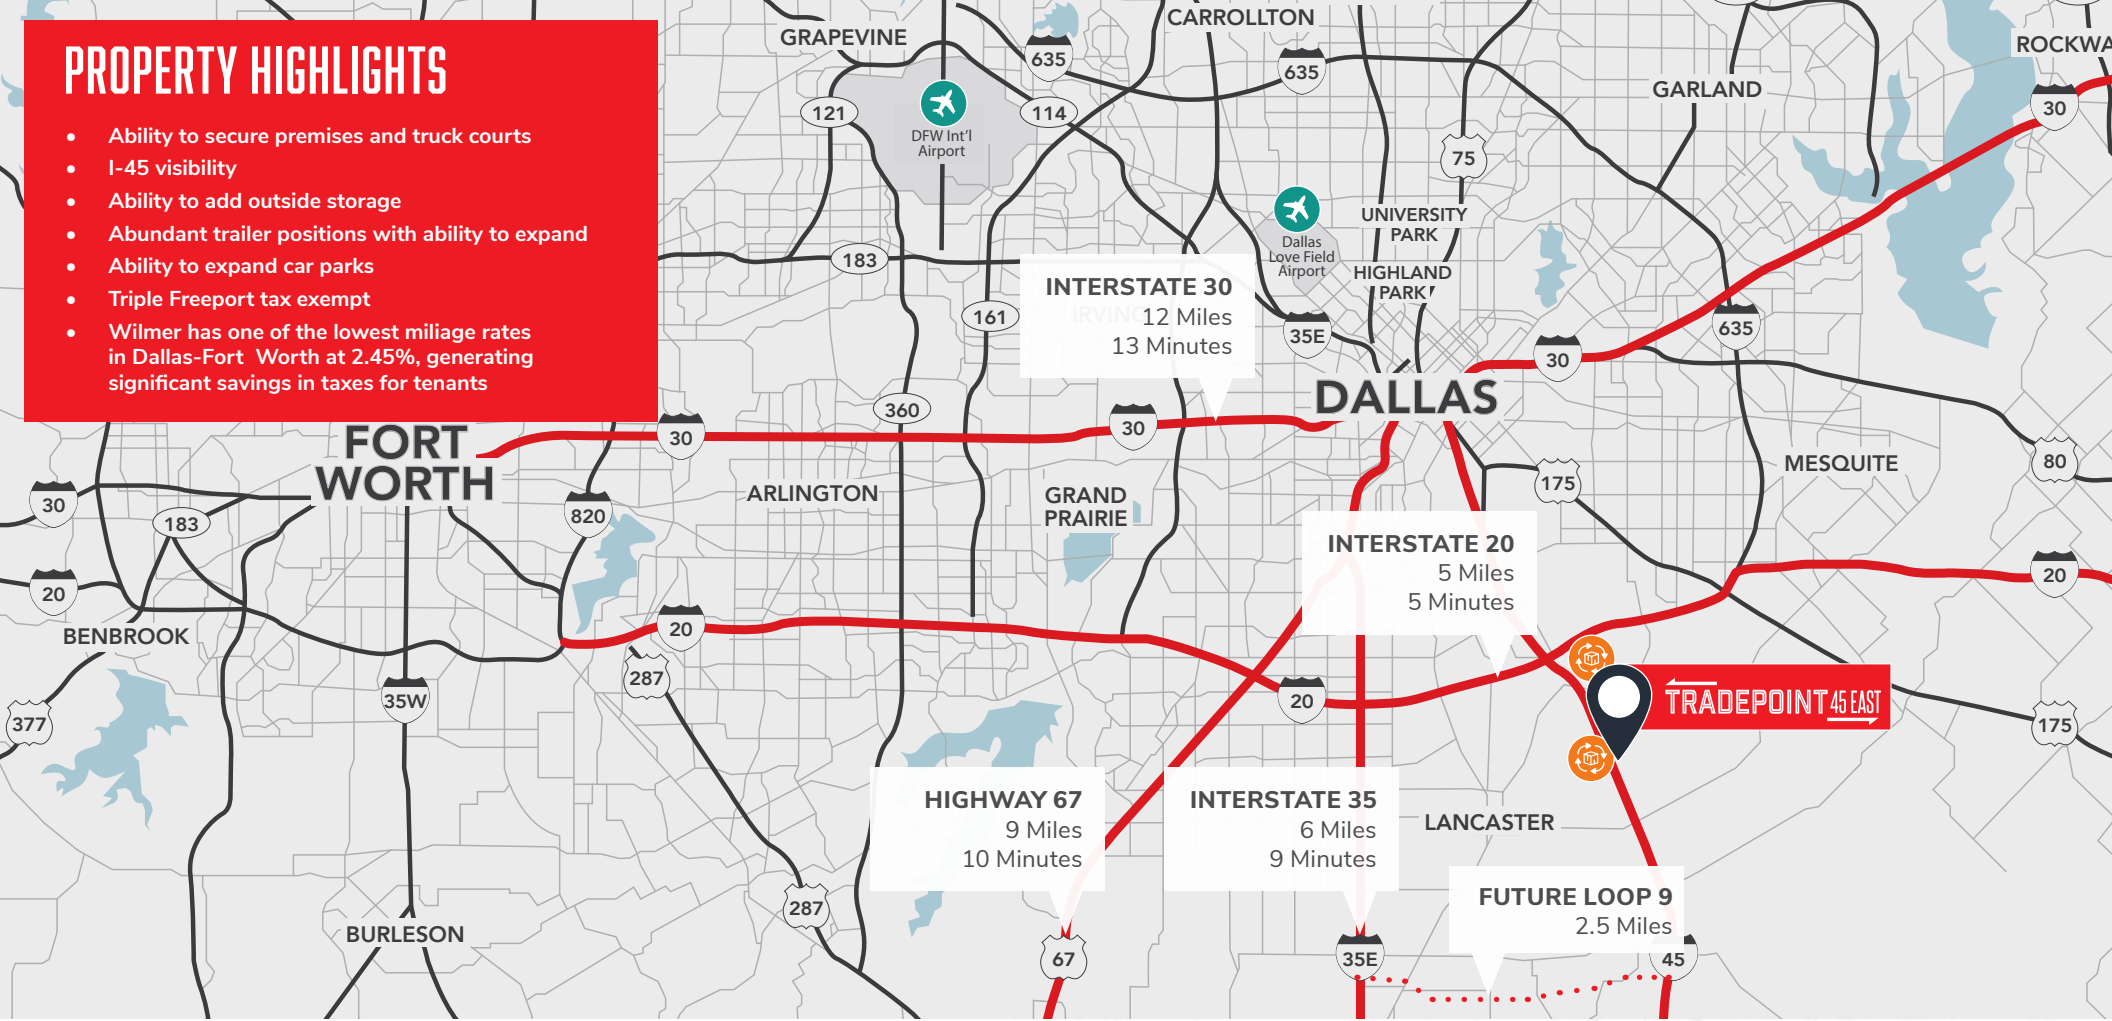 PROPERTY HIGHLIGHTS
• Ability to secure premises and truck courts
• I-45 visibility
• Ability to add outside storage
• Abundant trailer positions with ability to expand
• Ability to expand car parks
• Triple Freeport tax exempt
• Wilmer has one of the lowest miliage rates
in Dallas-Fort Worth at 2.45%, generating
significant savings in taxes for tenants
GRAPEVINE
CARROLLTON
635
635
ROCKWA
GARLAND
30
121
114
DFW Int'l
Airport
75
UNIVERSITY
PARK
Dallas
Love Field
Airport
183
HIGHLAND
PARK
INTERSTATE 30
12 Miles
13 Minutes
IRVING
161
35E
635
30
DALLAS
360
30
30
FORT
WORTH
MESQUITE
80
175
30
183
820
ARLINGTON
GRAND
PRAIRIE
INTERSTATE 20
5 Miles
5 Minutes
20
20
20
BENBROOK
287
35W
20
377
TRADEPOINT 45 EAST
175
HIGHWAY 67
9 Miles
10 Minutes
INTERSTATE 35
6 Miles
9 Minutes
LANCASTER
287
FUTURE LOOP 9
2.5 Miles
BURLESON
67
35E
45